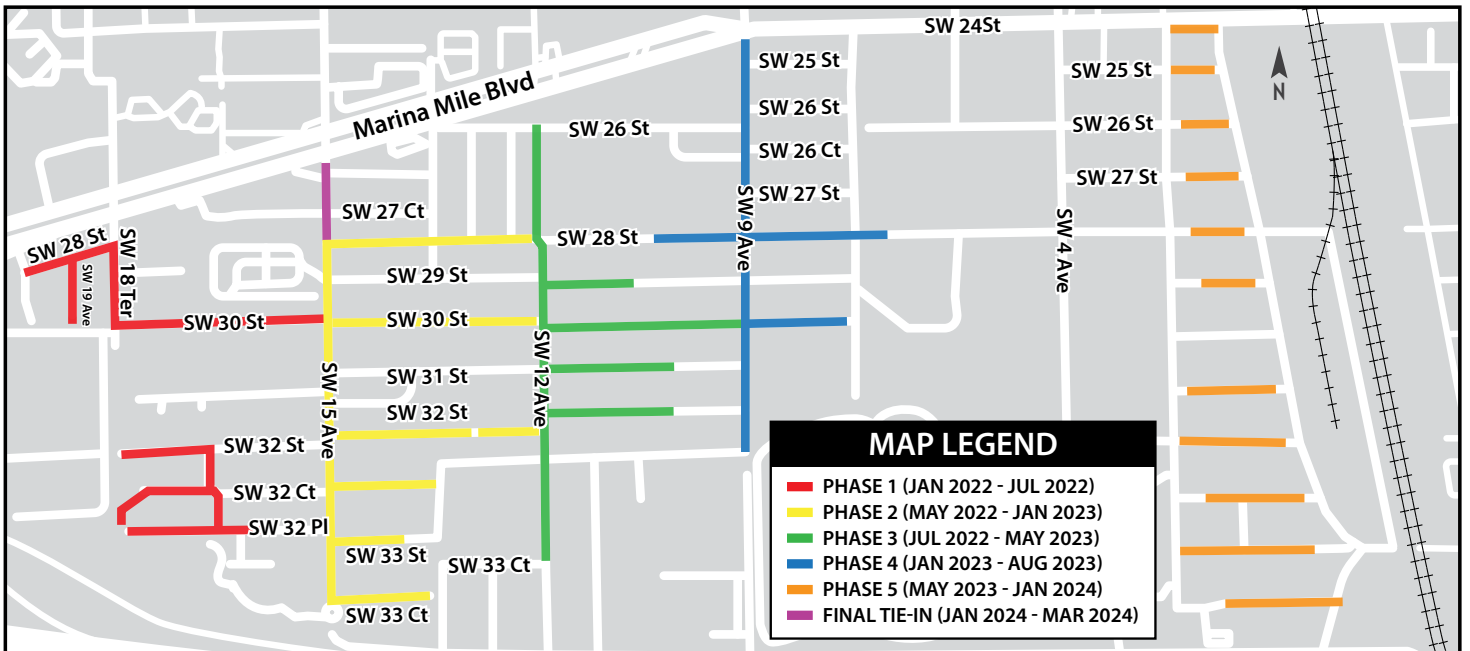 SW 24St
SW 25 St
SW 25 St
N
Marina Mile Blvd
SW 26 St
SW 26 St
SW 26 St
SW 26 Ct
SW 27 St
SW 27 St
SW 27 Ct
SW 9 Ave
SW 4 Ave
SW 28 St
SW 18 Ter
SW 19 Ave
SW 28 St
SW 29 St
SW 30 St
SW 30 St
SW 15 Ave
SW 12 Ave
SW 31 St
SW 32 St
SW 32 St
SW 32 Ct
SW 32 Pl
SW 33 St
SW 33 Ct
SW 33 Ct
MAP LEGEND
PHASE 1 (JAN 2022 - JUL 2022)
PHASE 2 (MAY 2022 - JAN 2023)
PHASE 3 (JUL 2022 - MAY 2023)
PHASE 4 (JAN 2023 - AUG 2023)
PHASE 5 (MAY 2023 - JAN 2024)
FINAL TIE-IN (JAN 2024 - MAR 2024)